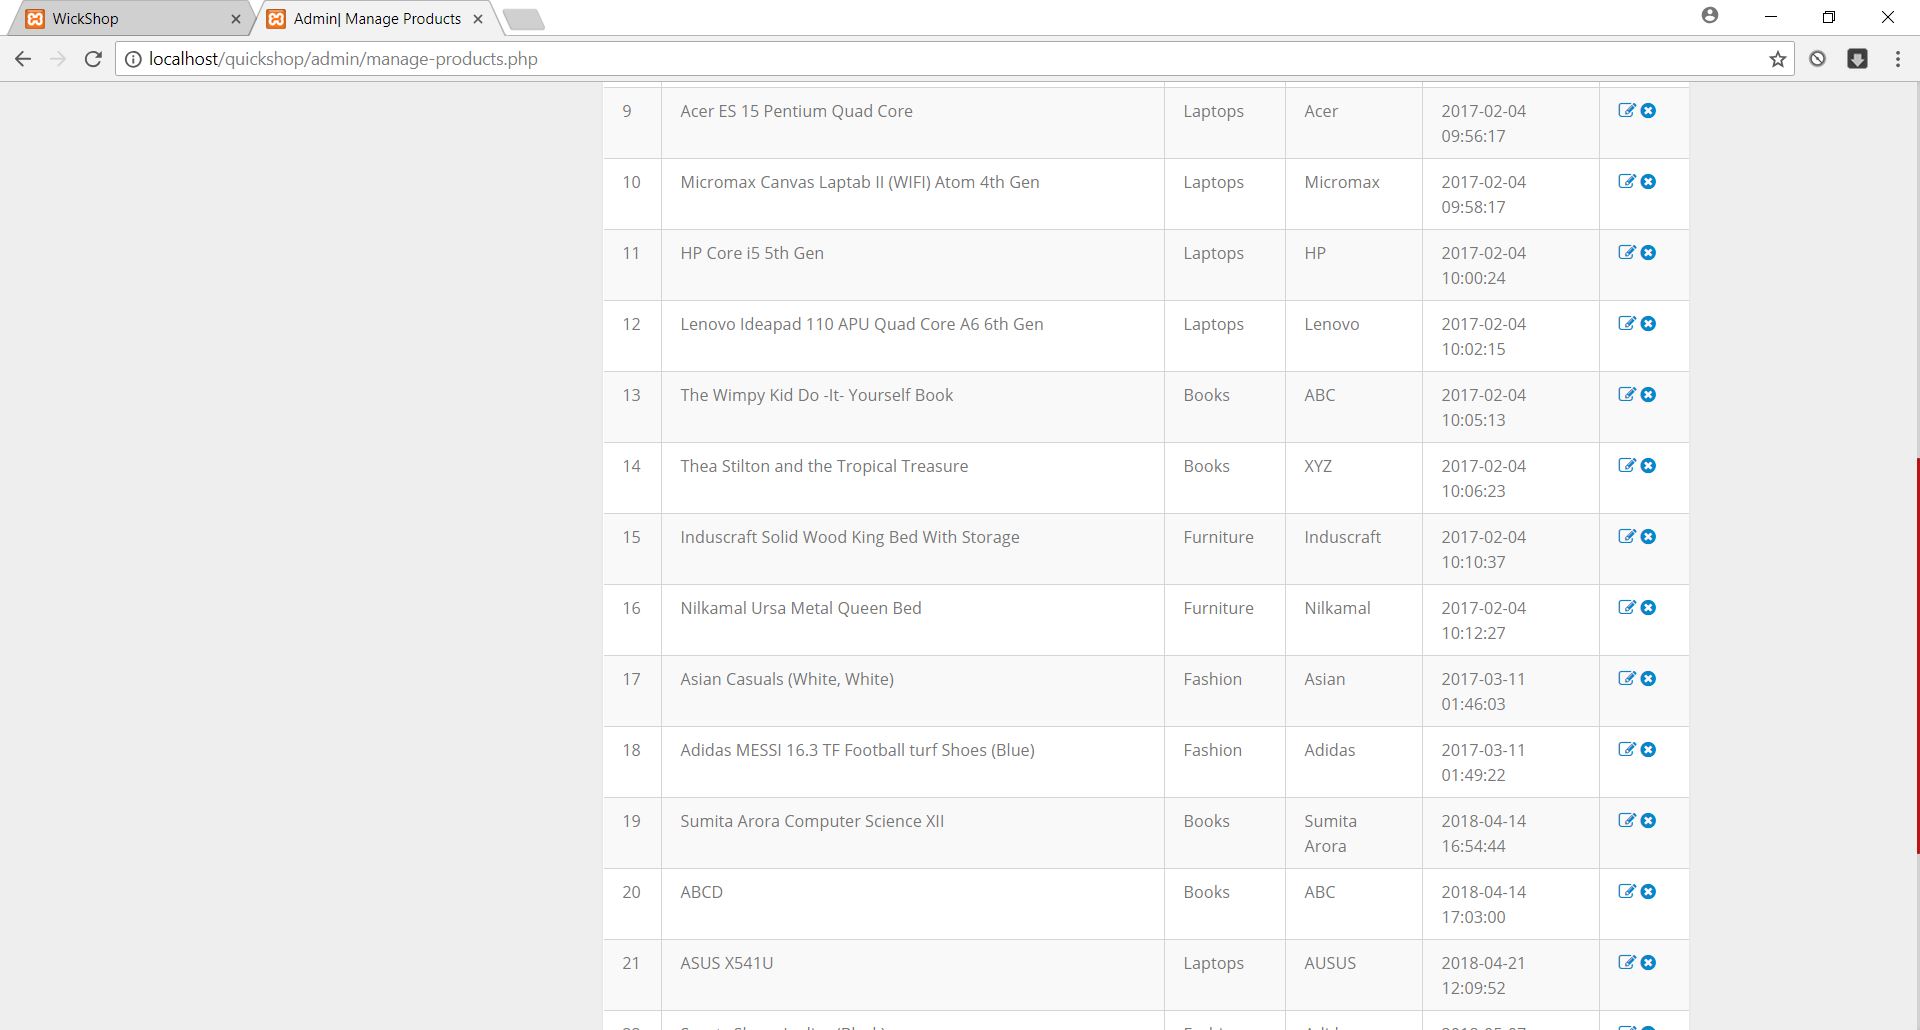 WickShop
Admin| Manage Products
localhost/quickshop/admin/manage-products.php
9 Acer ES 15 Pentium Quad Core Laptops Acer 2017-02-04
09:56:17
10 Micromax Canvas Laptab II (WIFI) Atom 4th Gen Laptops Micromax 2017-02-04
09:58:17
11 HP Core i5 5th Gen Laptops HP 2017-02-04
10:00:24
12 Lenovo Ideapad 110 APU Quad Core A6 6th Gen Laptops Lenovo 2017-02-04
10:02:15
13 The Wimpy Kid Do -It- Yourself Book Books ABC 2017-02-04
10:05:13
14 Thea Stilton and the Tropical Treasure Books XYZ 2017-02-04
10:06:23
15 Induscraft Solid Wood King Bed With Storage Furniture Induscraft 2017-02-04
10:10:37
16 Nilkamal Ursa Metal Queen Bed Furniture Nilkamal 2017-02-04
10:12:27
17 Asian Casuals (White, White) Fashion Asian 2017-03-11
01:46:03
18 Adidas MESSI 16.3 TF Football turf Shoes (Blue) Fashion Adidas 2017-03-11
01:49:22
19 Sumita Arora Computer Science XII Books Sumita 2018-04-14
Arora 16:54:44
20 ABCD Books ABC 2018-04-14
17:03:00
21 ASUS X541U Laptops AUSUS 2018-04-21
12:09:52